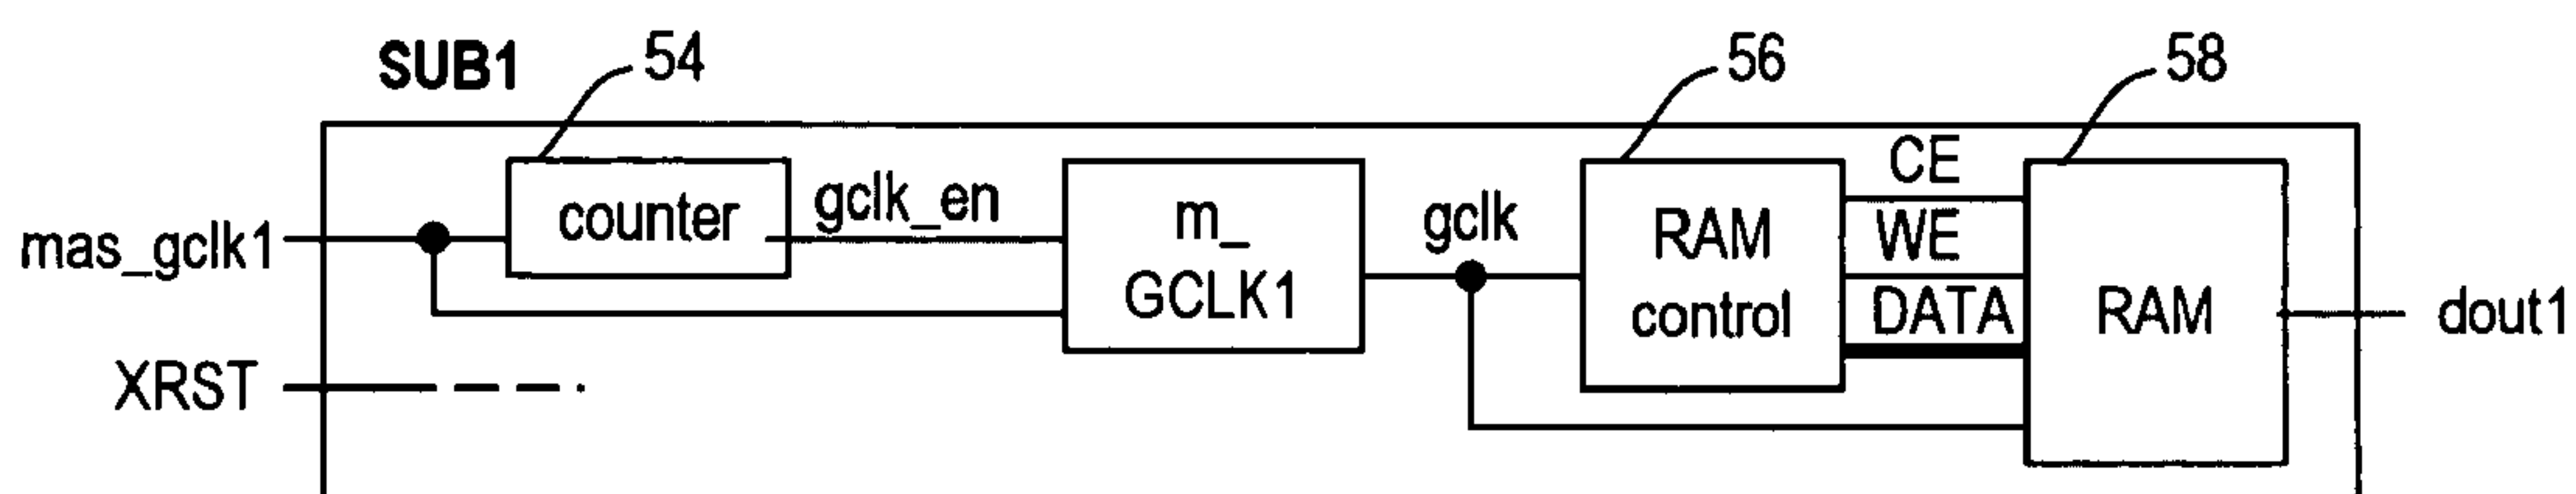 SUB1
54
56
58
CE
counter
gclk_en
m_
GCLK1
gclk
RAM
control
WE
DATA
RAM
mas_gclk1
dout1
XRST